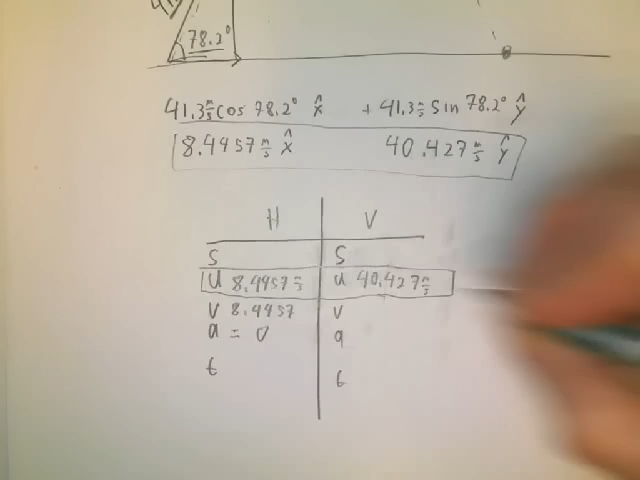 78.2°
41.3 m/s cos 78.2° x̂ + 41.3 m/s sin 78.2° ŷ
8.4457 m/s x̂ 40.427 m/s ŷ
H V
S S
u 8.4457 m/s u 40.427 m/s
v 8.4457 v
a = 0 a
t t